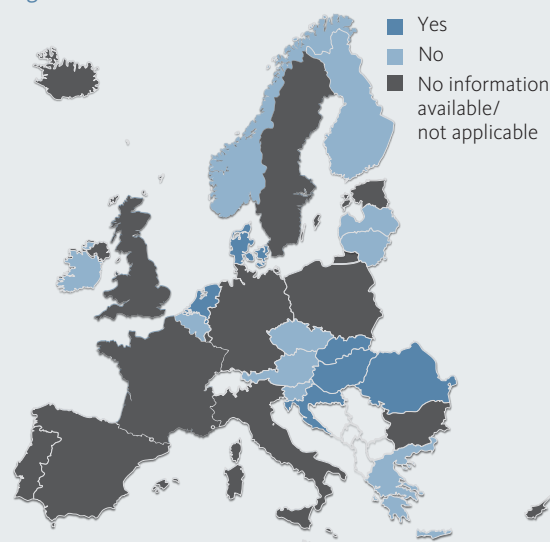 Yes
No
No information
available/
not applicable